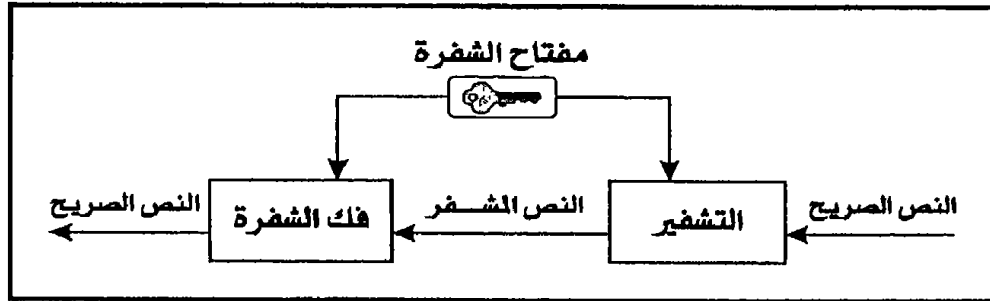 مفتاح الشفرة
النص الصريح
التشفير
النص المشفر
فك الشفرة
النص الصريح